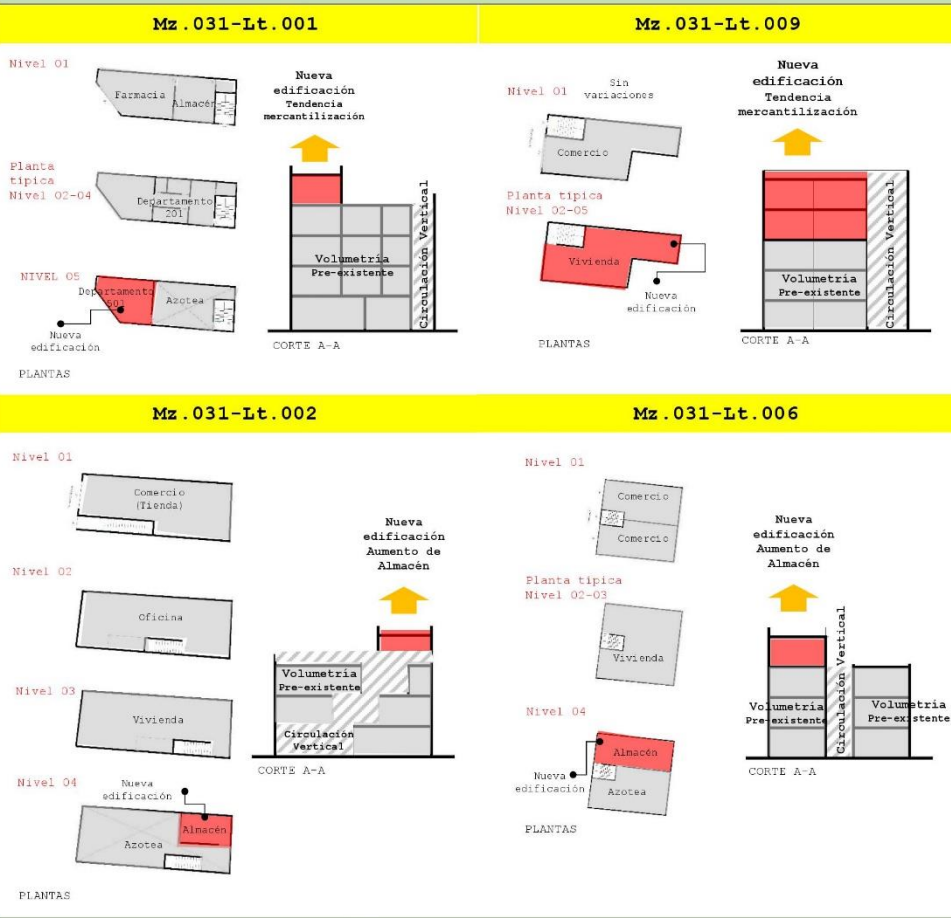 Mz.031-Lt.001
Nivel 01
Farmacia
Almacén
Planta
típica
Nivel 02-04
Departamento
201
NIVEL 05
Departamento
501
Azotea
Nueva
edificación
PLANTAS
Nueva
edificación
Tendencia
mercantilización
Volumetría
Pre-existente
Circulación Vertical
CORTE A-A
Mz.031-Lt.009
Nivel 01
Sin
variaciones
Comercio
Planta típica
Nivel 02-05
Vivienda
Nueva
edificación
PLANTAS
Nueva
edificación
Tendencia
mercantilización
Volumetría
Pre-existente
Circulación Vertical
CORTE A-A
Mz.031-Lt.002
Nivel 01
Comercio
(Tienda)
Nivel 02
Oficina
Nivel 03
Vivienda
Nivel 04
Nueva
edificación
Almacén
Azotea
PLANTAS
Nueva
edificación
Aumento de
Almacén
Volumetría
Pre-existente
Circulación
Vertical
CORTE A-A
Mz.031-Lt.006
Nivel 01
Comercio
Comercio
Planta típica
Nivel 02-03
Vivienda
Nivel 04
Almacén
Nueva
edificación
Azotea
PLANTAS
Nueva
edificación
Aumento de
Almacén
Volumetría
Pre-existente
Circulación Vertical
Volumetría
Pre-existente
CORTE A-A